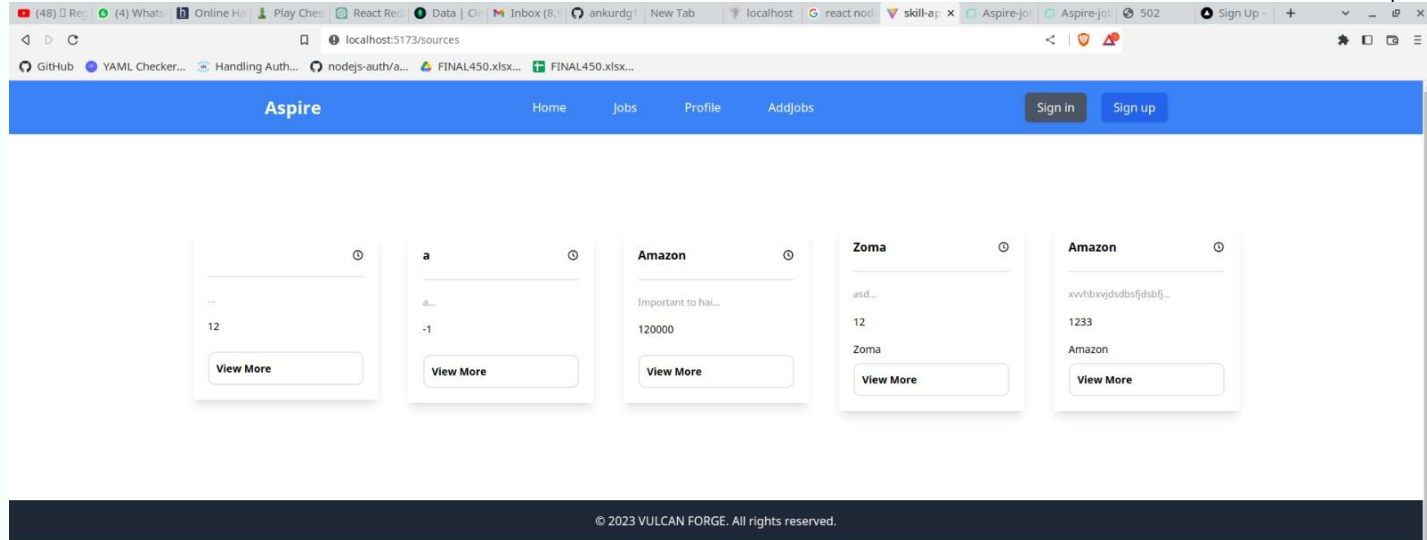 (48) Reg (4) Whats Online Ha Play Ches React Red Data | Clo Inbox (8,5 ankurdg1 New Tab localhost react nod skill-ap Aspire-jol Aspire-jol 502 Sign Up -
localhost:5173/sources
GitHub YAML Checker... Handling Auth... nodejs-auth/a... FINAL450.xlsx... FINAL450.xlsx...
Aspire Home Jobs Profile AddJobs Sign in Sign up
a Amazon Zoma Amazon
... a... Important to hai... asd... xvvhbxvjdsdbsfjdsbfj...
12 -1 120000 12 1233
Zoma Amazon
View More View More View More View More View More
© 2023 VULCAN FORGE. All rights reserved.